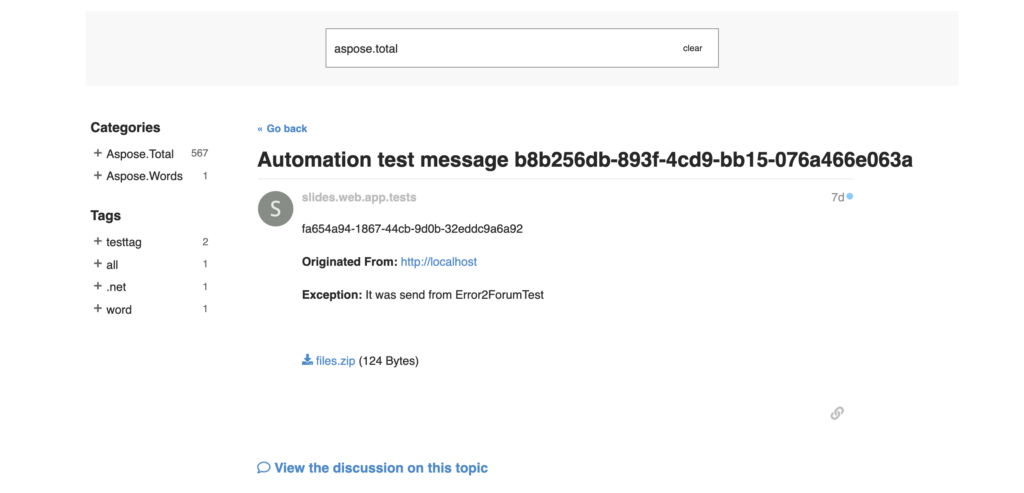 aspose.total
clear
Categories
+ Aspose.Total 567
+ Aspose.Words 1
Tags
+ testtag 2
+ all 1
+ .net 1
+ word 1
« Go back
Automation test message b8b256db-893f-4cd9-bb15-076a466e063a
S
slides.web.app.tests 7d
fa654a94-1867-44cb-9d0b-32eddc9a6a92
Originated From: http://localhost
Exception: It was send from Error2ForumTest
files.zip (124 Bytes)
View the discussion on this topic